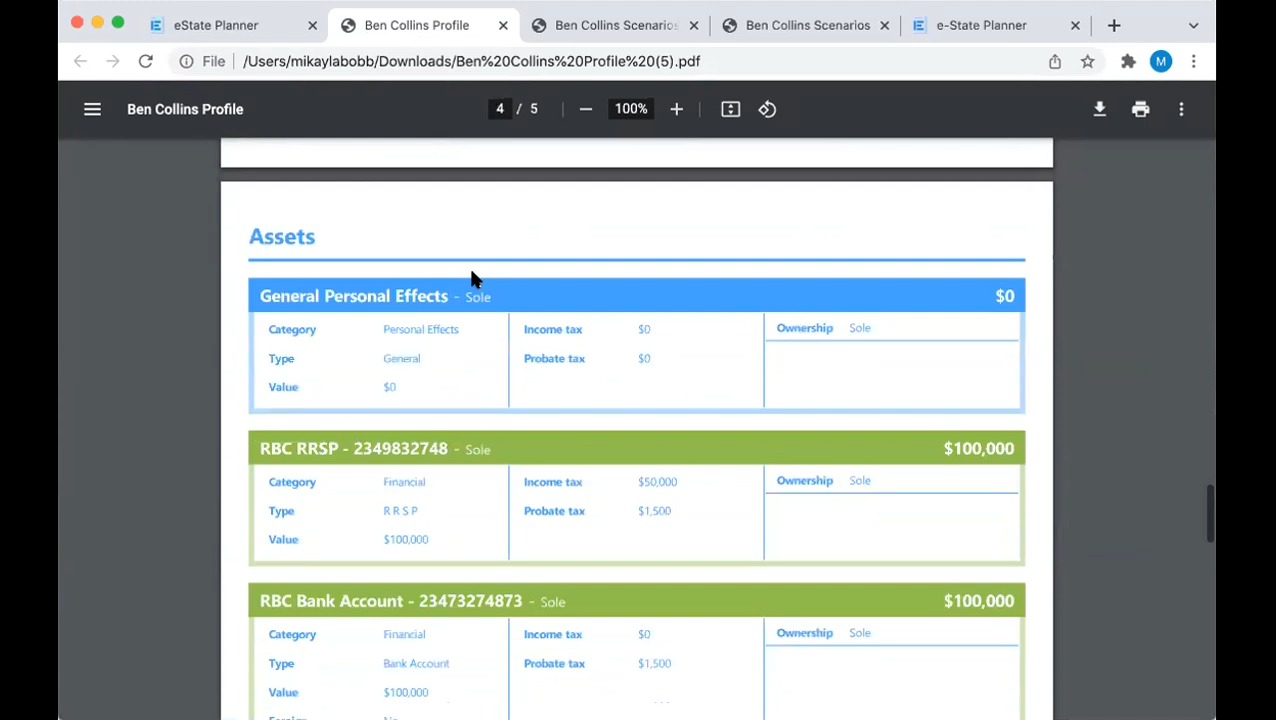 eState Planner
Ben Collins Profile
Ben Collins Scenarios
Ben Collins Scenarios
e-State Planner
File
/Users/mikaylabobb/Downloads/Ben%20Collins%20Profile%20(5).pdf
M
Ben Collins Profile
4 / 5
100%
Assets
General Personal Effects - Sole $0
Category Personal Effects Income tax $0 Ownership Sole
Type General Probate tax $0
Value $0
RBC RRSP - 2349832748 - Sole $100,000
Category Financial Income tax $50,000 Ownership Sole
Type R R S P Probate tax $1,500
Value $100,000
RBC Bank Account - 23473274873 - Sole $100,000
Category Financial Income tax $0 Ownership Sole
Type Bank Account Probate tax $1,500
Value $100,000